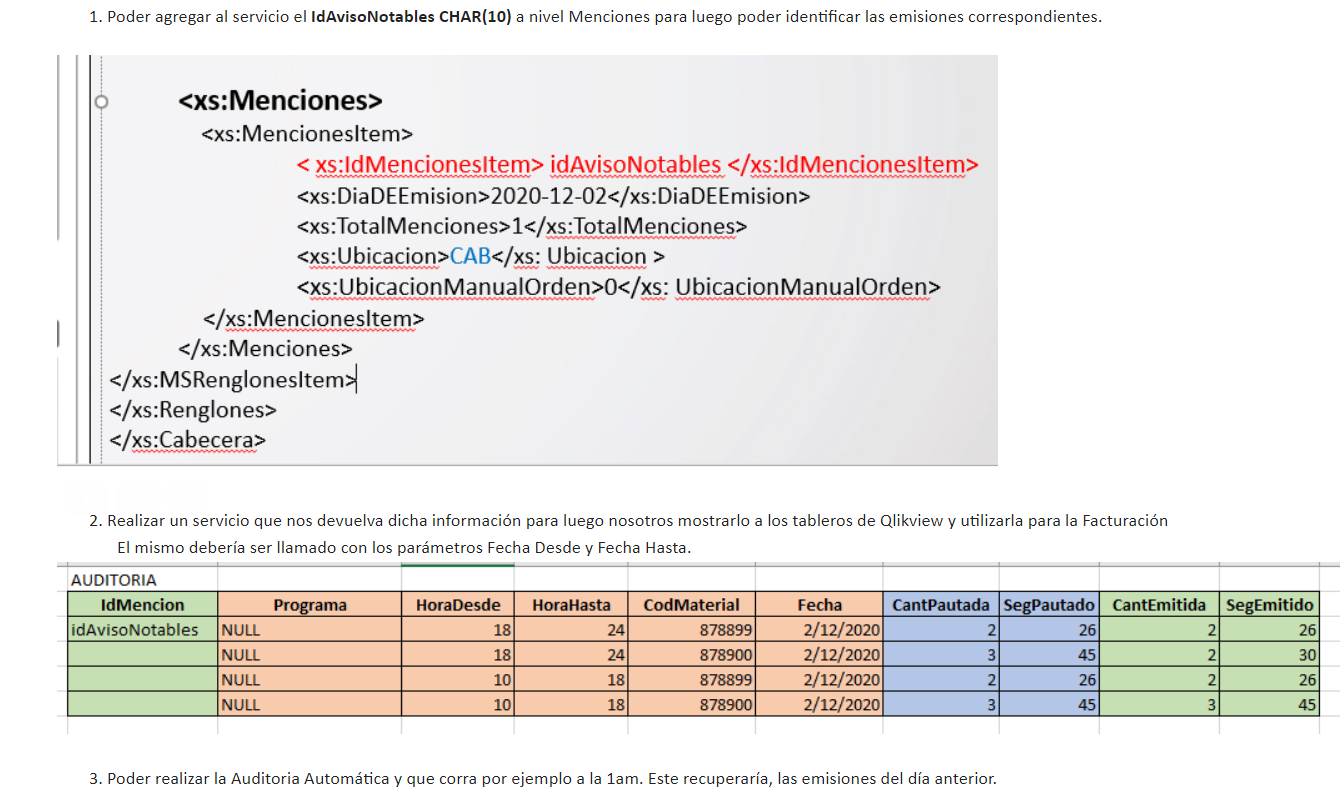 1. Poder agregar al servicio el IdAvisoNotables CHAR(10) a nivel Menciones para luego poder identificar las emisiones correspondientes.
<xs:Menciones>
<xs:MencionesItem>
< xs:IdMencionesItem> idAvisoNotables </xs:IdMencionesItem>
<xs:DiaDEEmision>2020-12-02</xs:DiaDEEmision>
<xs:TotalMenciones>1</xs:TotalMenciones>
<xs:Ubicacion>CAB</xs: Ubicacion >
<xs:UbicacionManualOrden>0</xs: UbicacionManualOrden>
</xs:MencionesItem>
</xs:Menciones>
</xs:MSRenglonesItem>
</xs:Renglones>
</xs:Cabecera>
2. Realizar un servicio que nos devuelva dicha información para luego nosotros mostrarlo a los tableros de Qlikview y utilizarla para la Facturación
El mismo debería ser llamado con los parámetros Fecha Desde y Fecha Hasta.
AUDITORIA
IdMencion Programa HoraDesde HoraHasta CodMaterial Fecha CantPautada SegPautado CantEmitida SegEmitido
idAvisoNotables NULL 18 24 878899 2/12/2020 2 26 2 26
NULL 18 24 878900 2/12/2020 3 45 2 30
NULL 10 18 878899 2/12/2020 2 26 2 26
NULL 10 18 878900 2/12/2020 3 45 3 45
3. Poder realizar la Auditoria Automática y que corra por ejemplo a la 1am. Este recuperaría, las emisiones del día anterior.